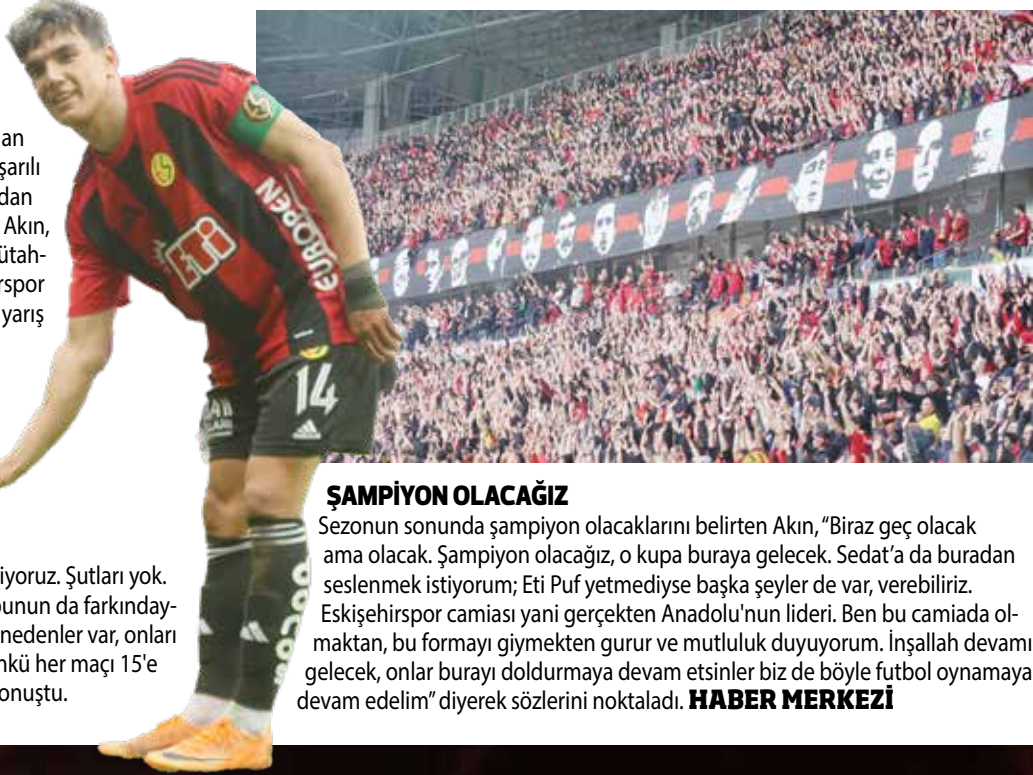 an
şarılı
dan
Akın,
ütah-
rspor
yarış
iyoruz. Şutları yok.
bunun da farkınday-
nedenler var, onları
nkü her maçı 15'e
onuştu.
ETİ
EUROPEN
14
ŞAMPİYON OLACAĞIZ
Sezonun sonunda şampiyon olacaklarını belirten Akın, “Biraz geç olacak
ama olacak. Şampiyon olacağız, o kupa buraya gelecek. Sedat’a da buradan
seslenmek istiyorum; Eti Puf yetmediyse başka şeyler de var, verebiliriz.
Eskişehirspor camiası yani gerçekten Anadolu'nun lideri. Ben bu camiada ol-
maktan, bu formayı giymekten gurur ve mutluluk duyuyorum. İnşallah devamı
gelecek, onlar burayı doldurmaya devam etsinler biz de böyle futbol oynamaya
devam edelim” diyerek sözlerini noktaladı. HABER MERKEZİ